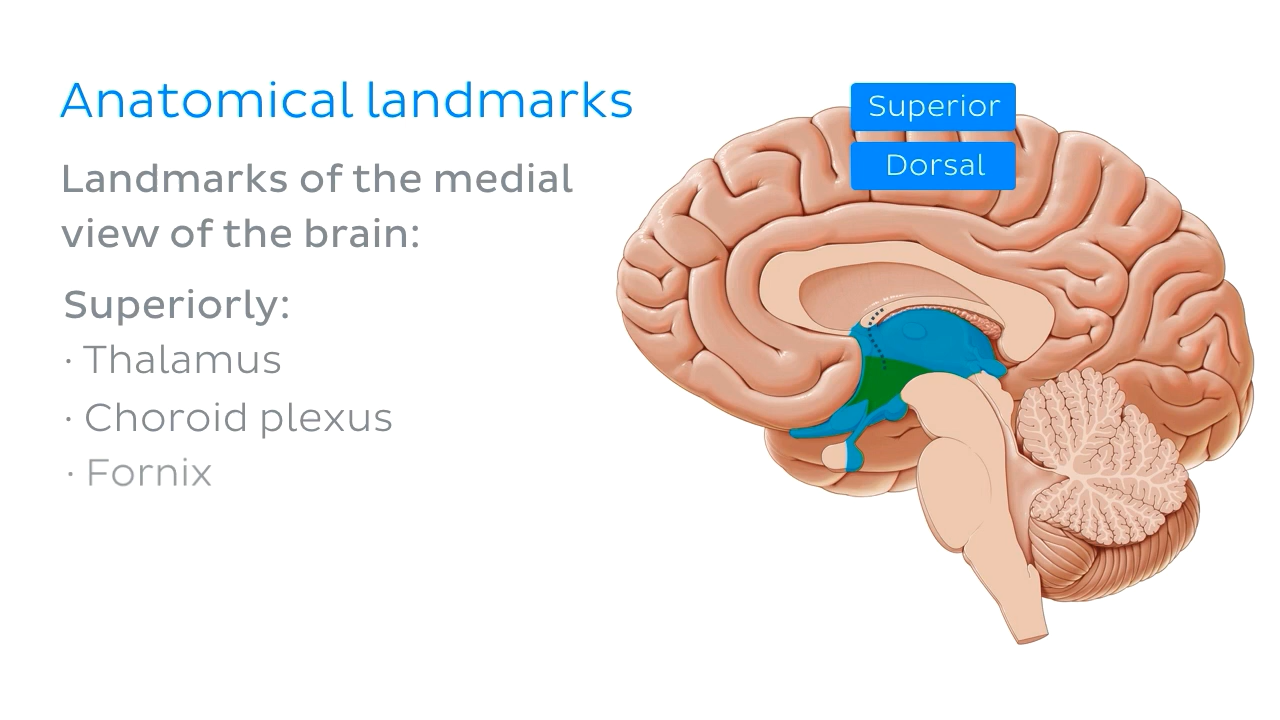 Anatomical landmarks
Landmarks of the medial
view of the brain:
Superiorly:
· Thalamus
· Choroid plexus
· Fornix
Superior
Dorsal